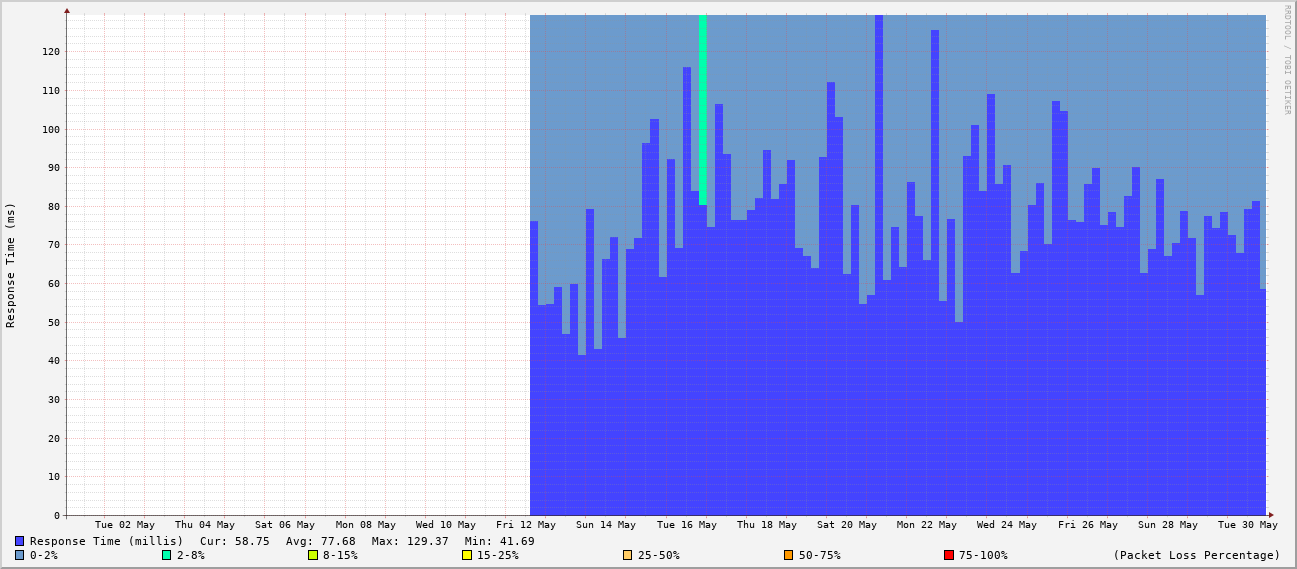 RRDTOOL / TOBI OETIKER
Response Time (ms)
120
110
100
90
80
70
60
50
40
30
20
10
0
Tue 02 May Thu 04 May Sat 06 May Mon 08 May Wed 10 May Fri 12 May Sun 14 May Tue 16 May Thu 18 May Sat 20 May Mon 22 May Wed 24 May Fri 26 May Sun 28 May Tue 30 May
Response Time (millis) Cur: 58.75 Avg: 77.68 Max: 129.37 Min: 41.69
0-2% 2-8% 8-15% 15-25% 25-50% 50-75% 75-100% (Packet Loss Percentage)